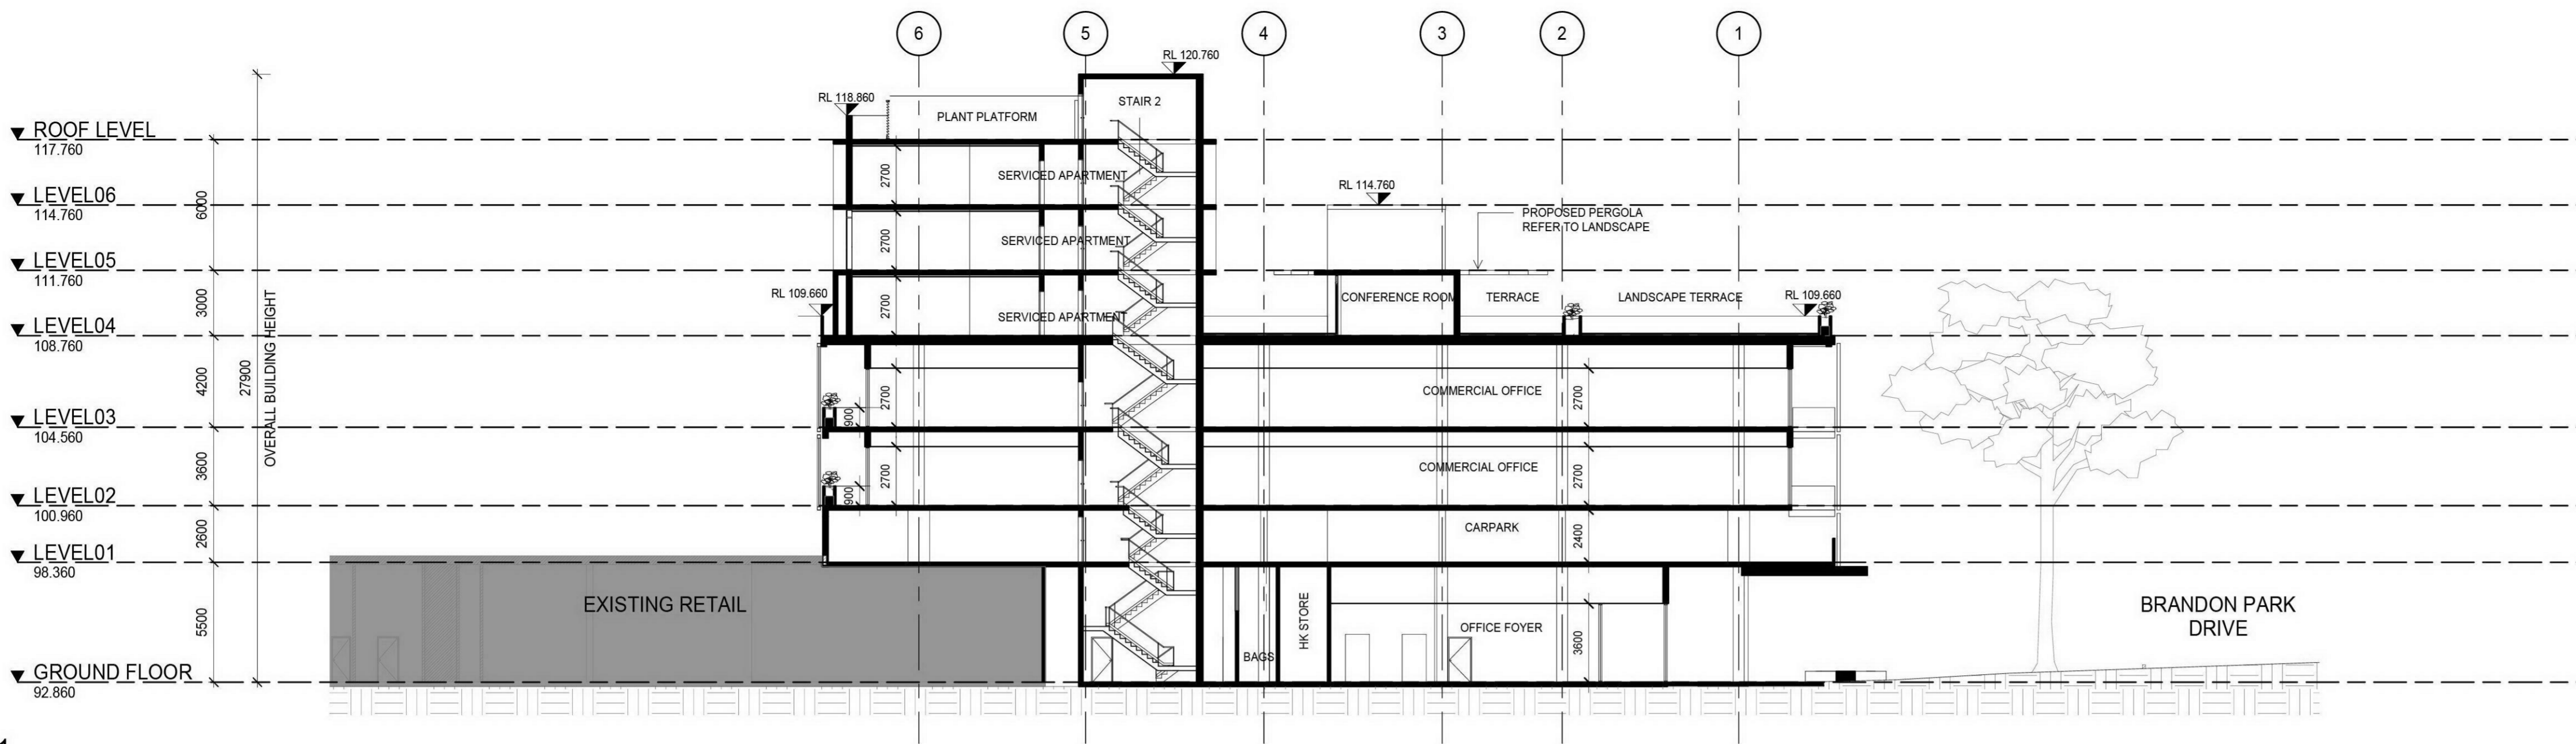 6
5
4
3
2
1
RL 120.760
RL 118.860
STAIR 2
PLANT PLATFORM
ROOF LEVEL
117.760
2700
SERVICED APARTMENT
LEVEL06
114.760
6000
RL 114.760
PROPOSED PERGOLA
REFER TO LANDSCAPE
2700
SERVICED APARTMENT
LEVEL05
111.760
3000
RL 109.660
2700
SERVICED APARTMENT
CONFERENCE ROOM
TERRACE
LANDSCAPE TERRACE
RL 109.660
LEVEL04
108.760
4200
27900
OVERALL BUILDING HEIGHT
2700
COMMERCIAL OFFICE
2700
900
LEVEL03
104.560
3600
2700
COMMERCIAL OFFICE
2700
900
LEVEL02
100.960
2600
CARPARK
2400
LEVEL01
98.360
5500
EXISTING RETAIL
HK STORE
BAGS
OFFICE FOYER
3600
BRANDON PARK
DRIVE
GROUND FLOOR
92.860